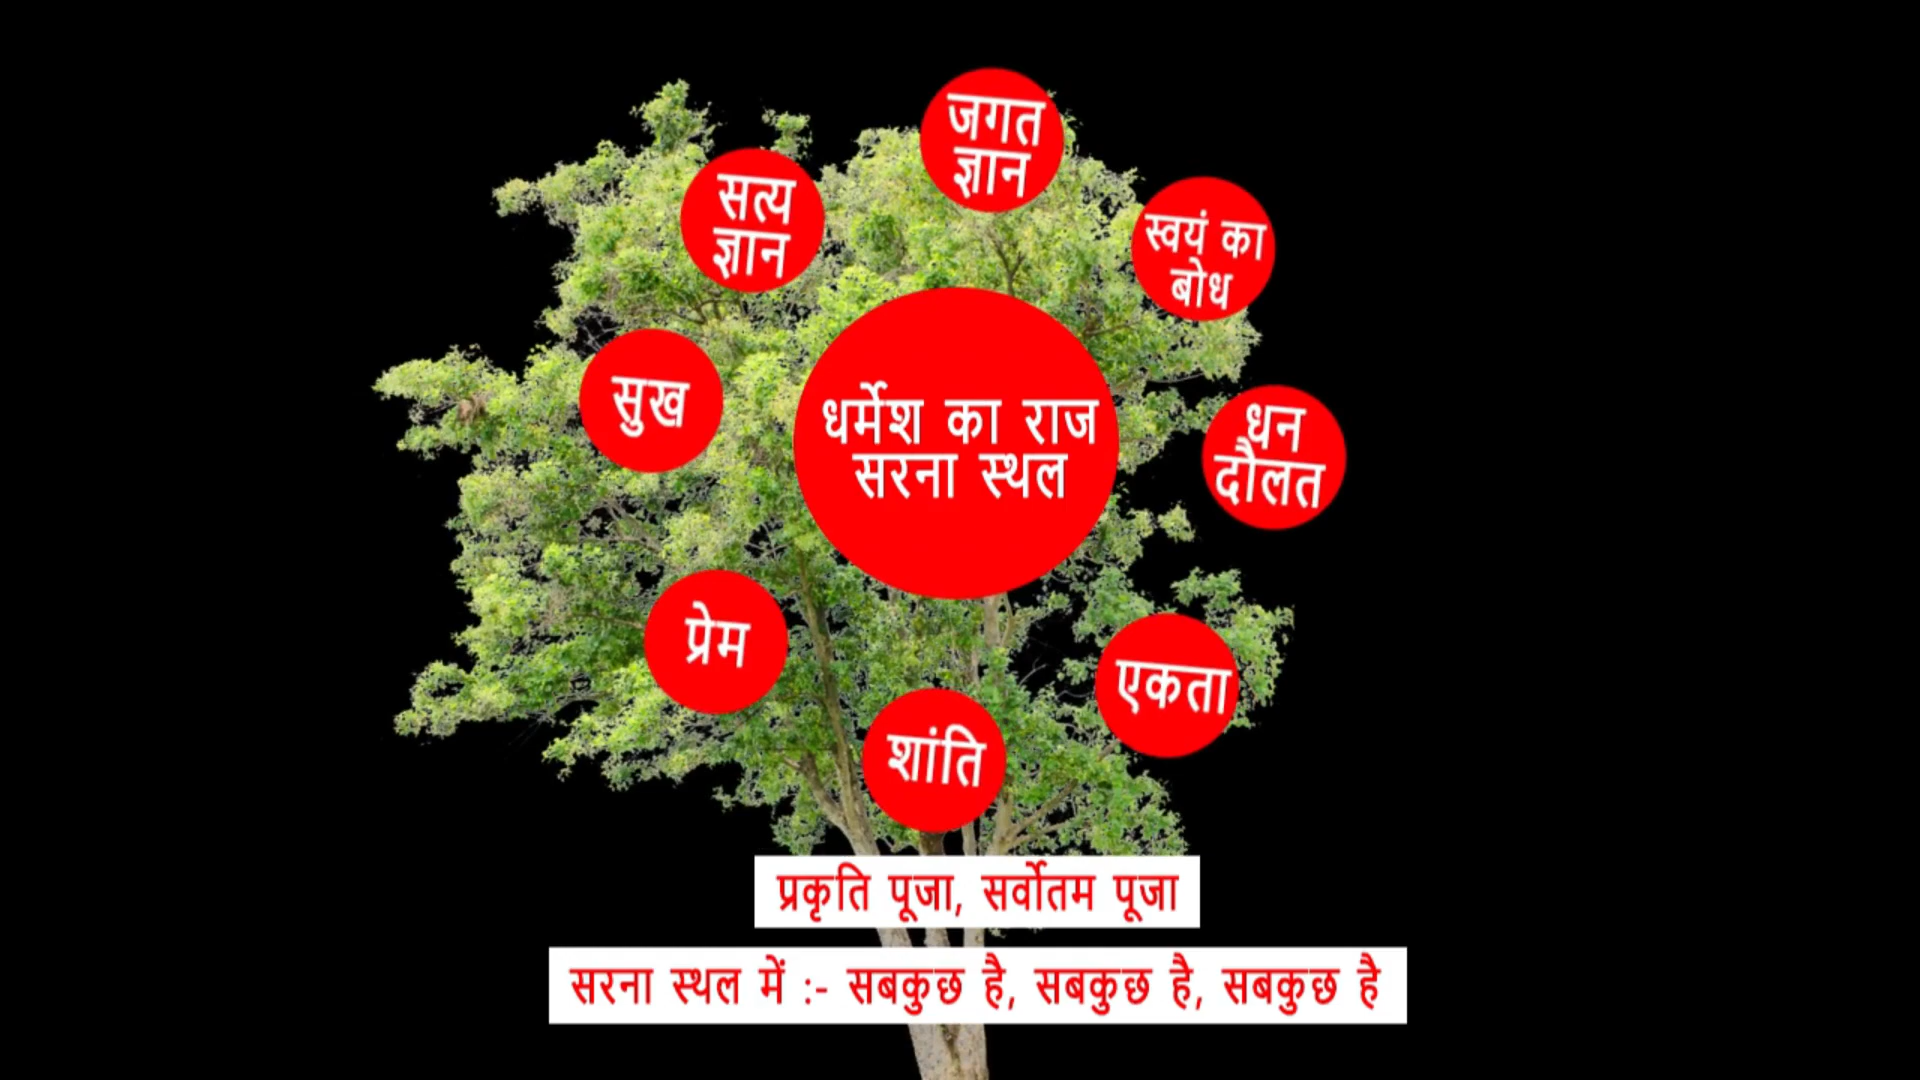 जगत
ज्ञान
सत्य
ज्ञान
स्वयं का
बोध
सुख
धर्मेश का राज
सरना स्थल
धन
दौलत
प्रेम
एकता
शांति
प्रकृति पूजा, सर्वोतम पूजा
सरना स्थल में :- सबकुछ है, सबकुछ है, सबकुछ है